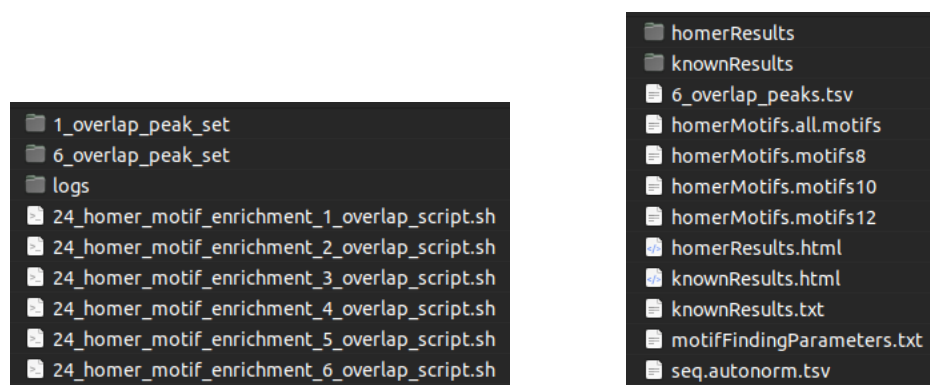 1_overlap_peak_set
6_overlap_peak_set
logs
24_homer_motif_enrichment_1_overlap_script.sh
24_homer_motif_enrichment_2_overlap_script.sh
24_homer_motif_enrichment_3_overlap_script.sh
24_homer_motif_enrichment_4_overlap_script.sh
24_homer_motif_enrichment_5_overlap_script.sh
24_homer_motif_enrichment_6_overlap_script.sh
homerResults
knownResults
6_overlap_peaks.tsv
homerMotifs.all.motifs
homerMotifs.motifs8
homerMotifs.motifs10
homerMotifs.motifs12
homerResults.html
knownResults.html
knownResults.txt
motifFindingParameters.txt
seq.autonorm.tsv